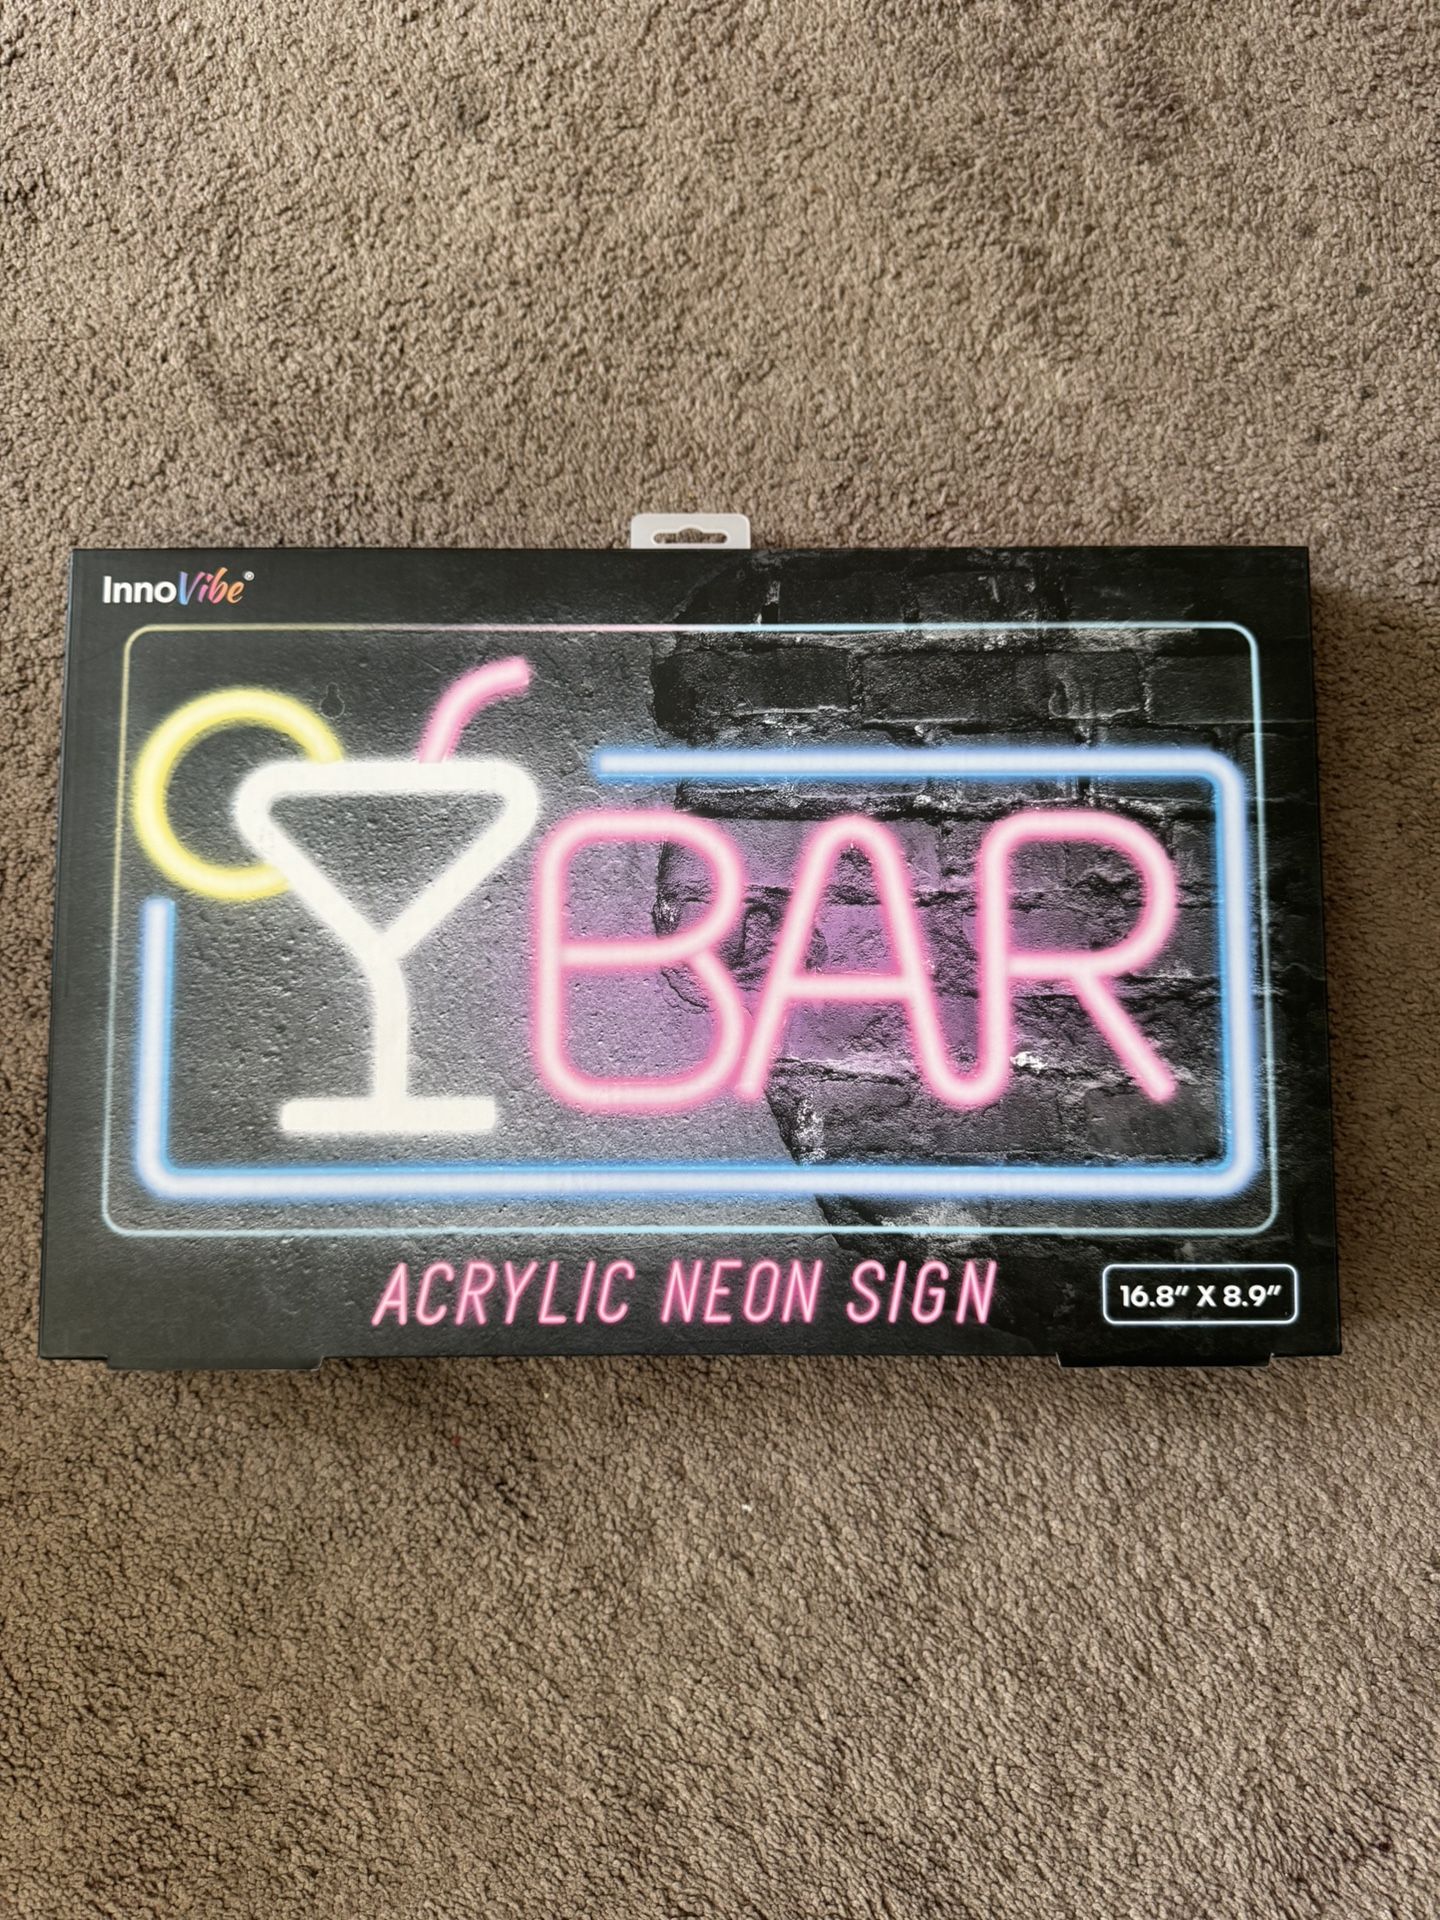 InnoVibe®
BAR
ACRYLIC NEON SIGN
16.8" X 8.9"